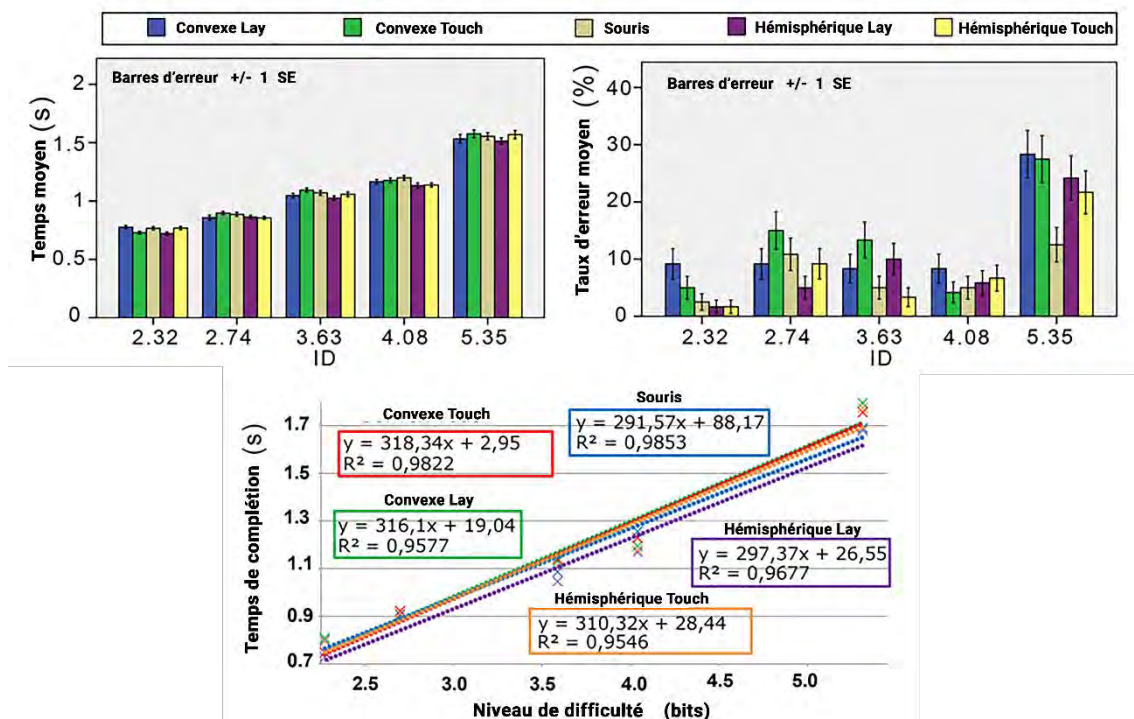 Convexe Lay
Convexe Touch
Souris
Hémisphérique Lay
Hémisphérique Touch
Barres d'erreur +/- 1 SE
Temps moyen (s)
2
1.5
1
0.5
0
2.32
2.74
3.63
4.08
5.35
ID
Barres d'erreur +/- 1 SE
Taux d'erreur moyen (%)
40
30
20
10
0
2.32
2.74
3.63
4.08
5.35
ID
Temps de complétion (s)
1.7
1.5
1.3
1.1
0.9
0.7
Convexe Touch
y = 318,34x + 2,95
R² = 0,9822
Souris
y = 291,57x + 88,17
R² = 0,9853
Convexe Lay
y = 316,1x + 19,04
R² = 0,9577
Hémisphérique Lay
y = 297,37x + 26,55
R² = 0,9677
Hémisphérique Touch
y = 310,32x + 28,44
R² = 0,9546
2.5
3.0
3.5
4.0
4.5
5.0
Niveau de difficulté (bits)